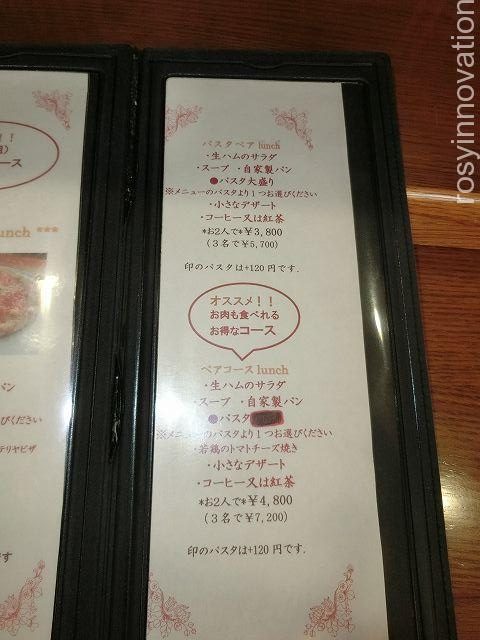 ！！
コース
lunch ***
パン
びください
テリヤピザ
す
パスタペア lunch
・生ハムのサラダ
・スープ ・自家製パン
●パスタ大盛り
※メニューのパスタより１つお選びください
・小さなデザート
・コーヒー又は紅茶
*お2人で*￥3,800
(３名で￥5,700)
印のパスタは+120 円です.
オススメ！！
お肉も食べれる
お得なコース
ペアコース lunch
・生ハムのサラダ
・スープ ・自家製パン
●パスタ
※メニューのパスタより１つお選びください
・若鶏のトマトチーズ焼き
・小さなデザート
・コーヒー又は紅茶
*お2人で*￥4,800
(３名で￥7,200)
印のパスタは+120 円です.
rosyinnovation